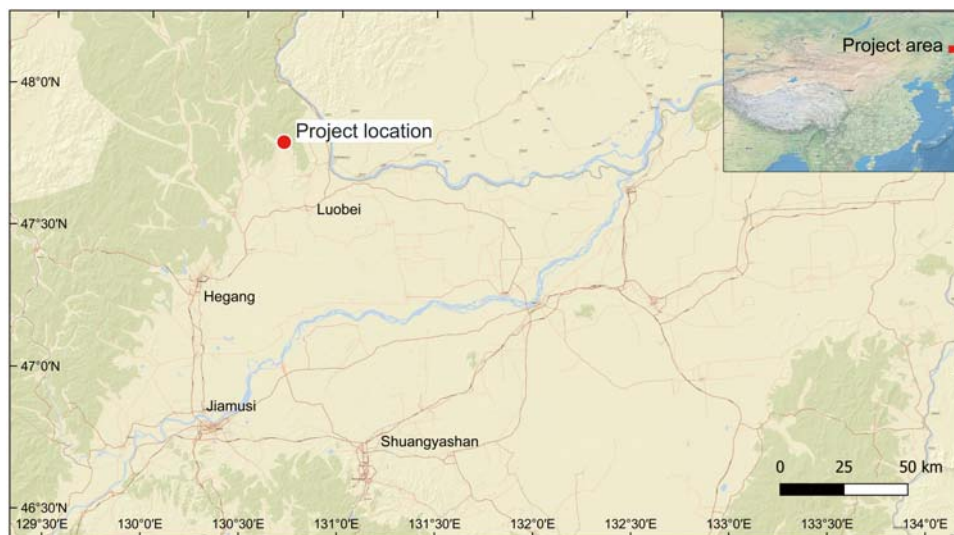 Project area
48°0'N
Project location
47°30'N
Luobei
Hegang
47°0'N
Jiamusi
Shuangyashan
0 25 50 km
46°30'N
129°30'E 130°0'E 130°30'E 131°0'E 131°30'E 132°0'E 132°30'E 133°0'E 133°30'E 134°0'E